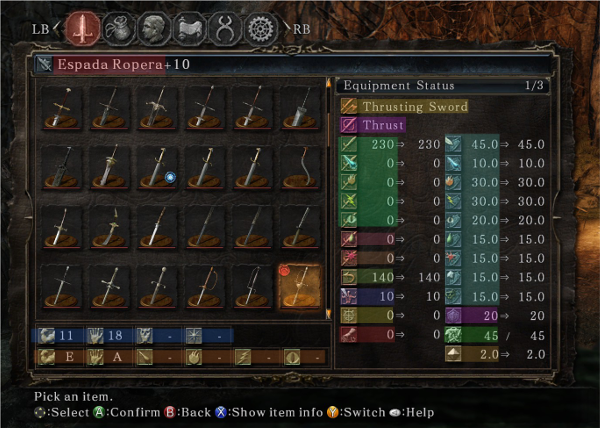 LB RB
Espada Ropera+10
Equipment Status 1/3
Thrusting Sword
Thrust
230⇒ 230 45.0⇒ 45.0
0⇒ 0 10.0⇒ 10.0
0⇒ 0 30.0⇒ 30.0
0⇒ 0 30.0⇒ 30.0
0⇒ 0 20.0⇒ 20.0
0⇒ 0 15.0⇒ 15.0
0⇒ 0 15.0⇒ 15.0
140⇒ 140 15.0⇒ 15.0
10⇒ 10 15.0⇒ 15.0
0⇒ 0 20⇒ 20
0⇒ 0 45 / 45
2.0⇒ 2.0
11 18 - -
E A - - - -
Pick an item.
:Select A:Confirm B:Back X:Show item info Y:Switch :Help